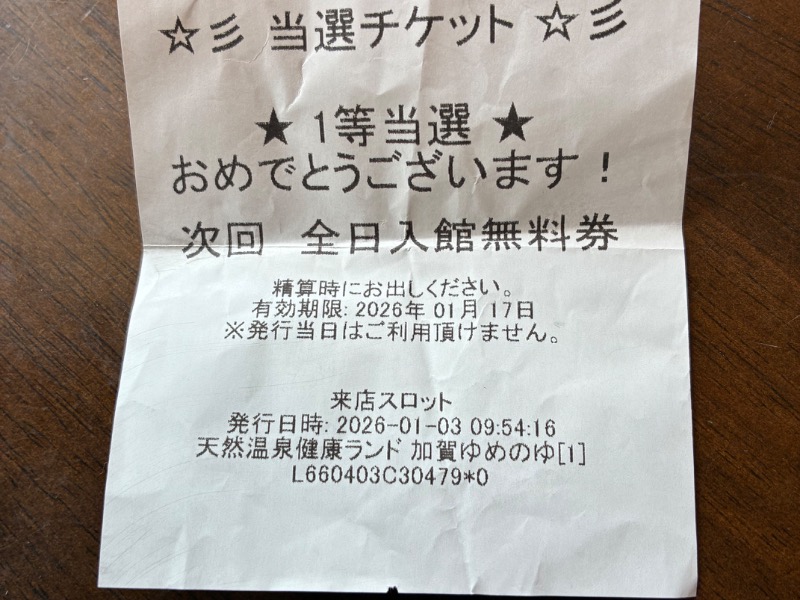 ☆彡 当選チケット ☆彡
★ 1等当選 ★
おめでとうございます！
次回 全日入館無料券
精算時にお出しください。
有効期限: 2026年 01月 17日
※発行当日はご利用頂けません。
来店スロット
発行日時: 2026-01-03 09:54:16
天然温泉健康ランド 加賀ゆめのゆ[1]
L660403C30479*0